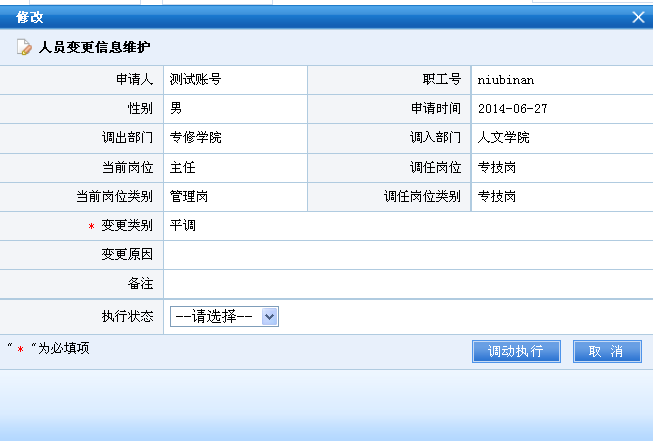 修改
人员变更信息维护
申请人 测试账号 职工号 niubinan
性别 男 申请时间 2014-06-27
调出部门 专修学院 调入部门 人文学院
当前岗位 主任 调任岗位 专技岗
当前岗位类别 管理岗 调任岗位类别 专技岗
* 变更类别 平调
变更原因
备注
执行状态 --请选择--
“ * “为必填项 调动执行 取 消